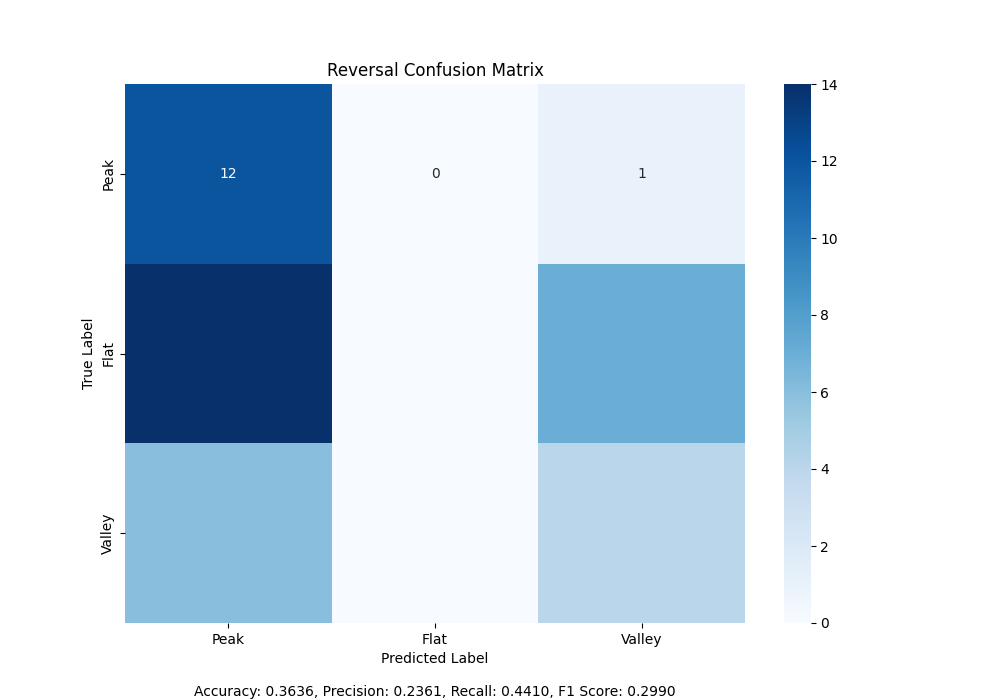 Reversal Confusion Matrix
14
12
10
8
6
4
2
0
True Label
Peak
Flat
Valley
12 0 1
Peak Flat Valley
Predicted Label
Accuracy: 0.3636, Precision: 0.2361, Recall: 0.4410, F1 Score: 0.2990